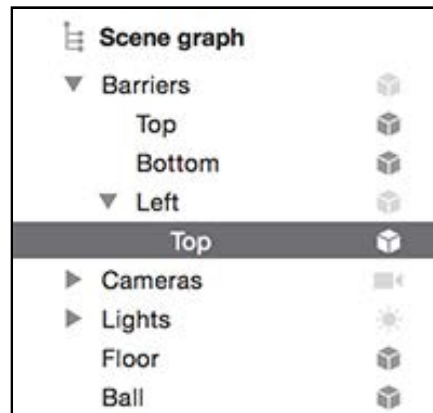 Scene graph
Barriers
Top
Bottom
Left
Top
Cameras
Lights
Floor
Ball